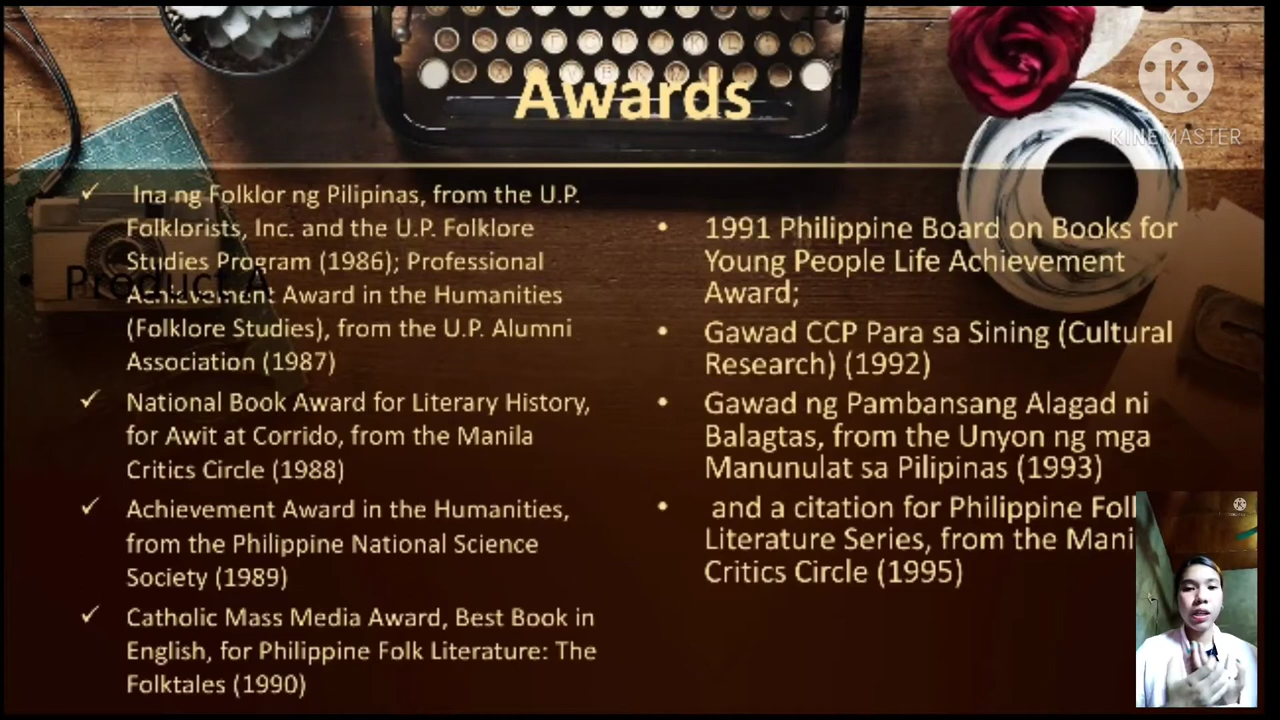 Awards
KINEMASTER
Ina ng Folklor ng Pilipinas, from the U.P.
Folklorists, Inc. and the U.P. Folklore
Studies Program (1986); Professional
Achievement Award in the Humanities
(Folklore Studies), from the U.P. Alumni
Association (1987)
Product A
National Book Award for Literary History,
for Awit at Corrido, from the Manila
Critics Circle (1988)
Achievement Award in the Humanities,
from the Philippine National Science
Society (1989)
Catholic Mass Media Award, Best Book in
English, for Philippine Folk Literature: The
Folktales (1990)
1991 Philippine Board on Books for
Young People Life Achievement
Award;
Gawad CCP Para sa Sining (Cultural
Research) (1992)
Gawad ng Pambansang Alagad ni
Balagtas, from the Unyon ng mga
Manunulat sa Pilipinas (1993)
and a citation for Philippine Fol
Literature Series, from the Mani
Critics Circle (1995)